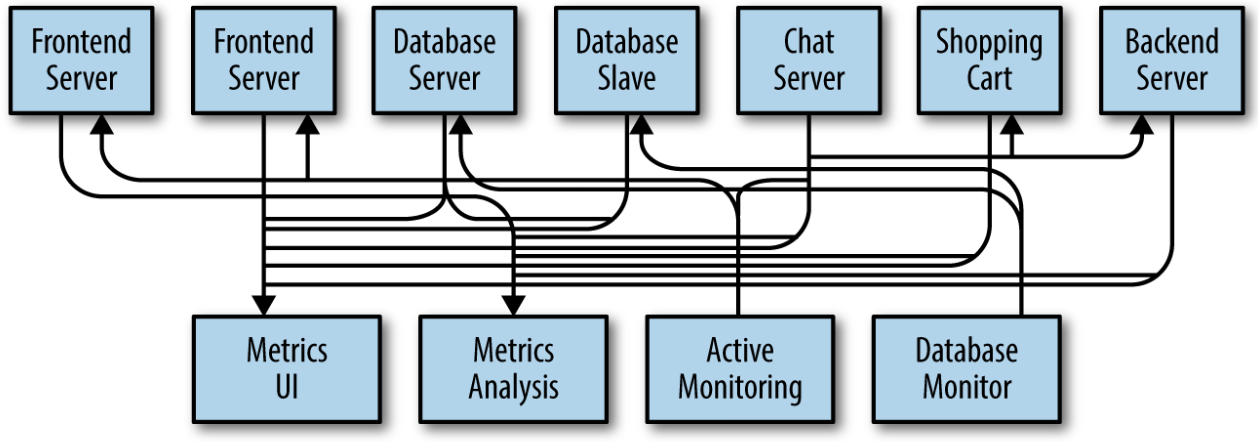 Frontend
Server
Frontend
Server
Database
Server
Database
Slave
Chat
Server
Shopping
Cart
Backend
Server
Metrics
UI
Metrics
Analysis
Active
Monitoring
Database
Monitor